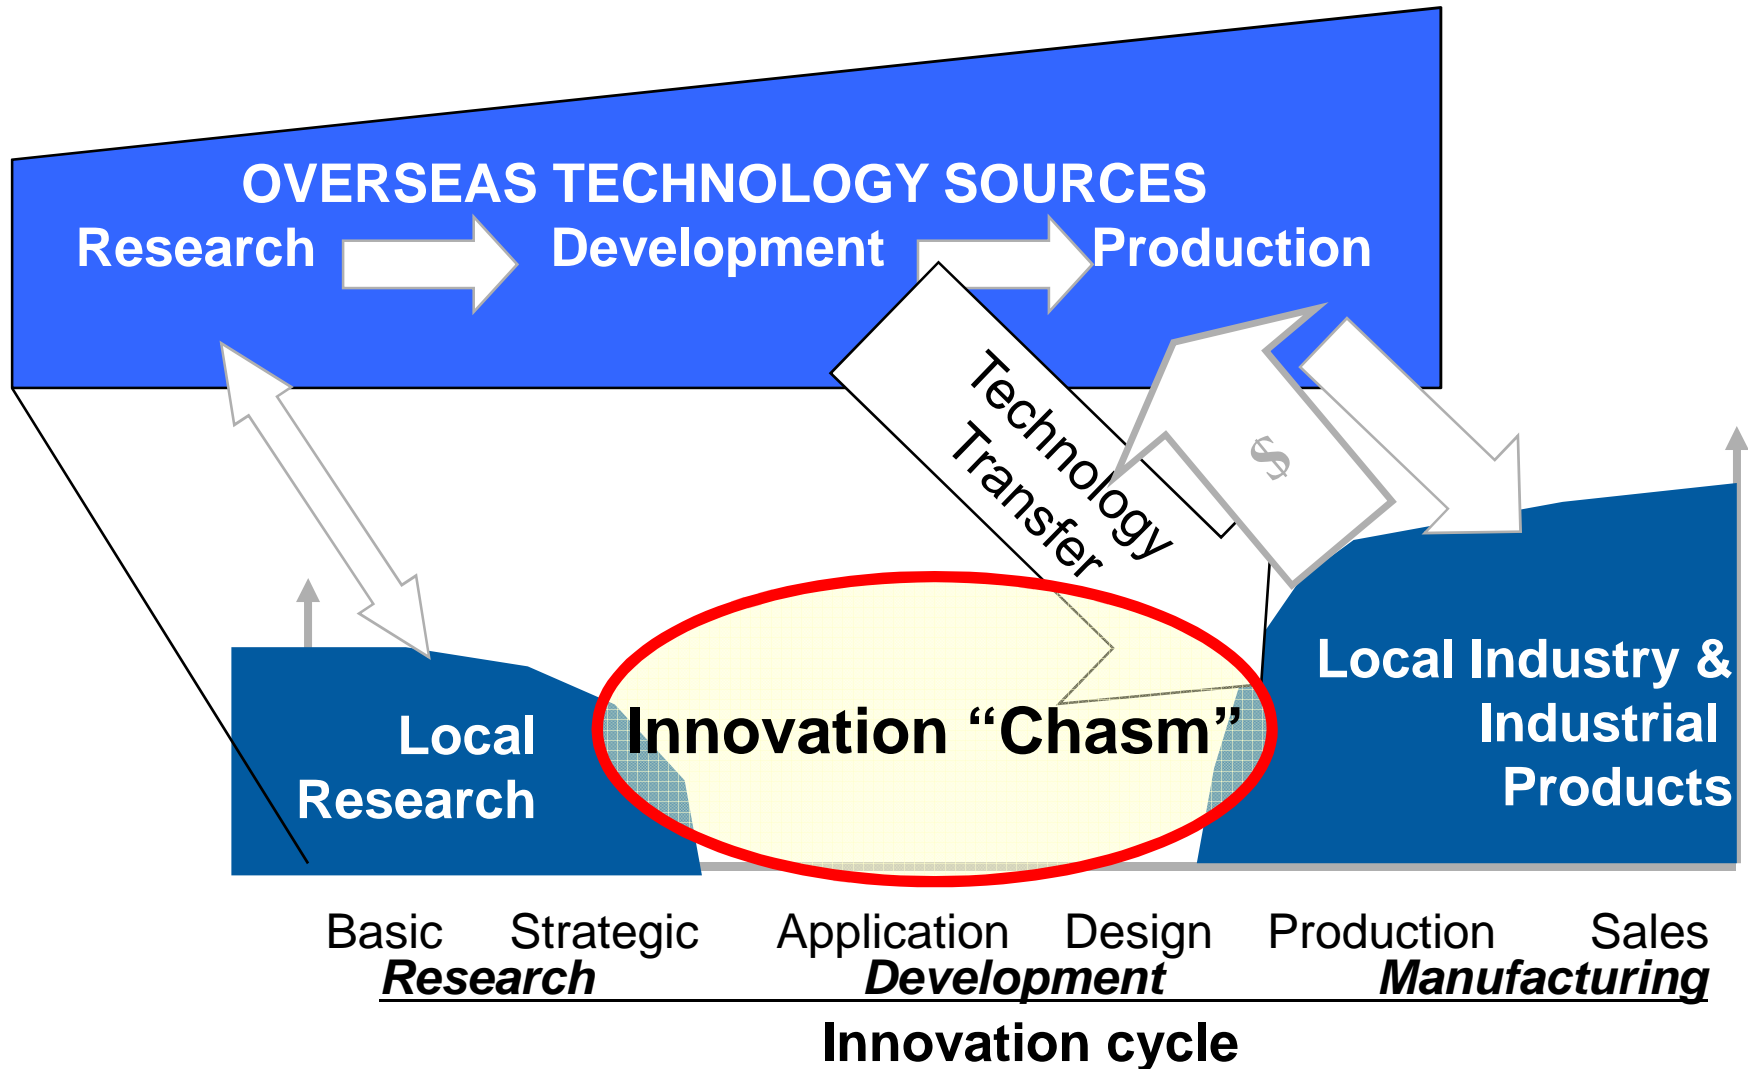 OVERSEAS TECHNOLOGY SOURCES
Research Development Production
Technology
Transfer
$
Local
Research
Innovation “Chasm”
Local Industry &
Industrial
Products
Basic Strategic Application Design Production Sales
Research Development Manufacturing
Innovation cycle